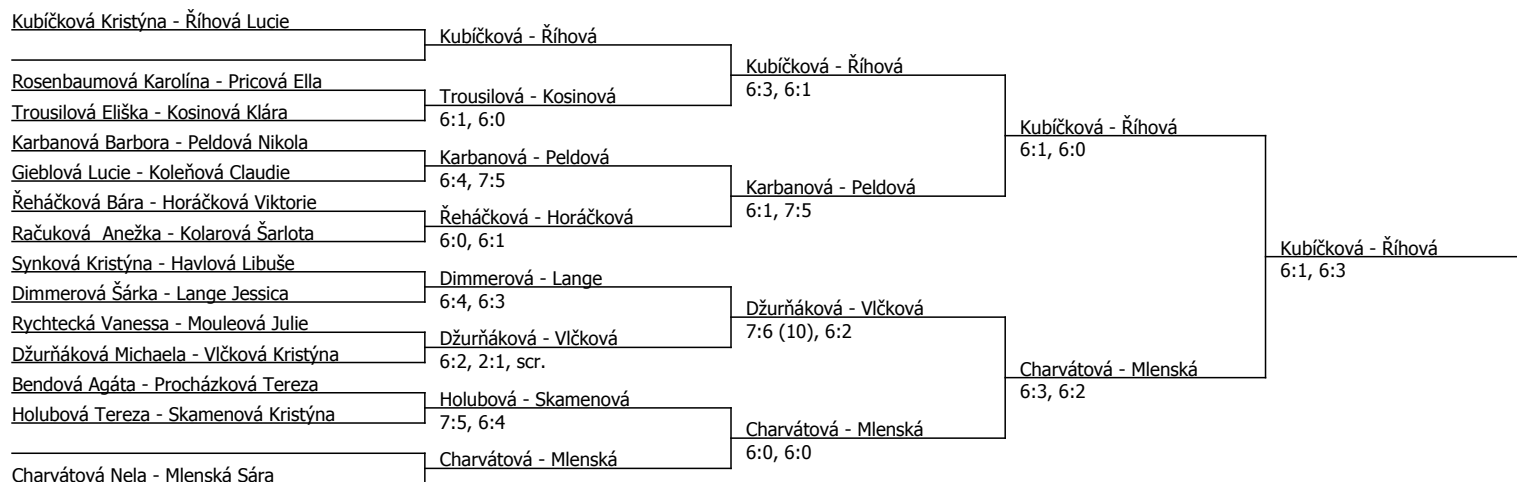 Kubíčková Kristýna - Říhová Lucie
Rosenbaumová Karolína - Pricová Ella
Trousilová Eliška - Kosinová Klára
Karbanová Barbora - Peldová Nikola
Gieblová Lucie - Koleňová Claudie
Řeháčková Bára - Horáčková Viktorie
Račuková  Anežka - Kolarová Šarlota
Synková Kristýna - Havlová Libuše
Dimmerová Šárka - Lange Jessica
Rychtecká Vanessa - Mouleová Julie
Džurňáková Michaela - Vlčková Kristýna
Bendová Agáta - Procházková Tereza
Holubová Tereza - Skamenová Kristýna
Charvátová Nela - Mlenská Sára
Kubíčková - Říhová
Trousilová - Kosinová
6:1, 6:0
Karbanová - Peldová
6:4, 7:5
Řeháčková - Horáčková
6:0, 6:1
Dimmerová - Lange
6:4, 6:3
Džurňáková - Vlčková
6:2, 2:1, scr.
Holubová - Skamenová
7:5, 6:4
Charvátová - Mlenská
Kubíčková - Říhová
6:3, 6:1
Karbanová - Peldová
6:1, 7:5
Džurňáková - Vlčková
7:6 (10), 6:2
Charvátová - Mlenská
6:0, 6:0
Kubíčková - Říhová
6:1, 6:0
Charvátová - Mlenská
6:3, 6:2
Kubíčková - Říhová
6:1, 6:3